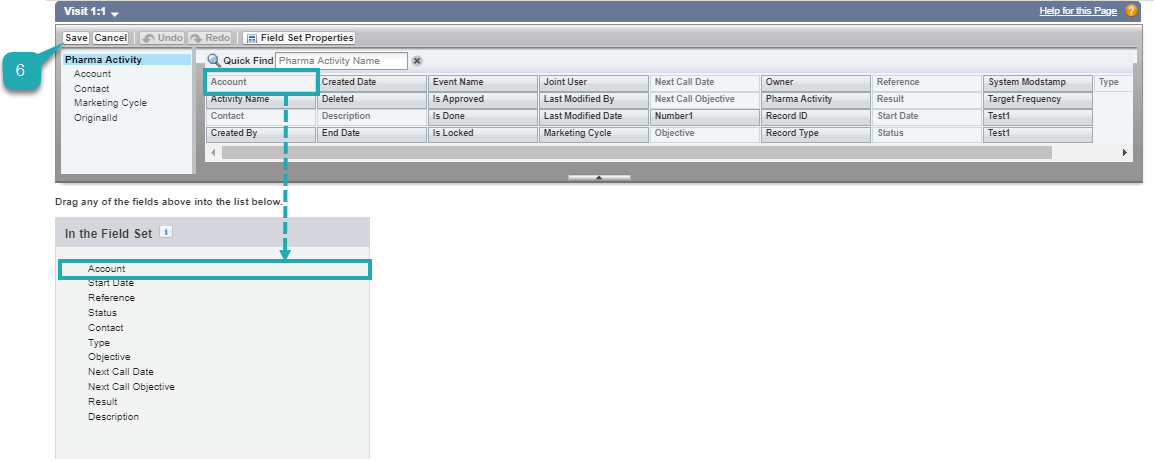 Visit 1:1
Help for this Page ?
6
Save Cancel Undo Redo Field Set Properties
Pharma Activity
Account
Contact
Marketing Cycle
OriginalId
Quick Find Pharma Activity Name
Account Created Date Event Name Joint User Next Call Date Owner Reference System Modstamp Type
Activity Name Deleted Is Approved Last Modified By Next Call Objective Pharma Activity Result Target Frequency
Contact Description Is Done Last Modified Date Number1 Record ID Start Date Test1
Created By End Date Is Locked Marketing Cycle Objective Record Type Status Test1
Drag any of the fields above into the list below.
In the Field Set i
Account
Start Date
Reference
Status
Contact
Type
Objective
Next Call Date
Next Call Objective
Result
Description